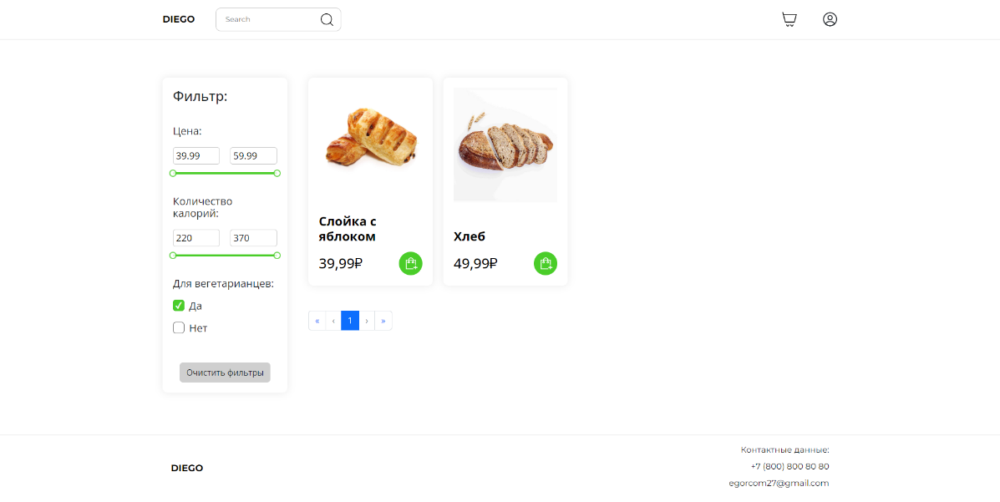 DIEGO
Search
Фильтр:
Цена:
39.99 59.99
Количество
калорий:
220 370
Для вегетарианцев:
Да
Нет
Очистить фильтры
Слойка с
яблоком
39,99₽
Хлеб
49,99₽
« ‹ 1 › »
DIEGO
Контактные данные:
+7 (800) 800 80 80
egorcom27@gmail.com